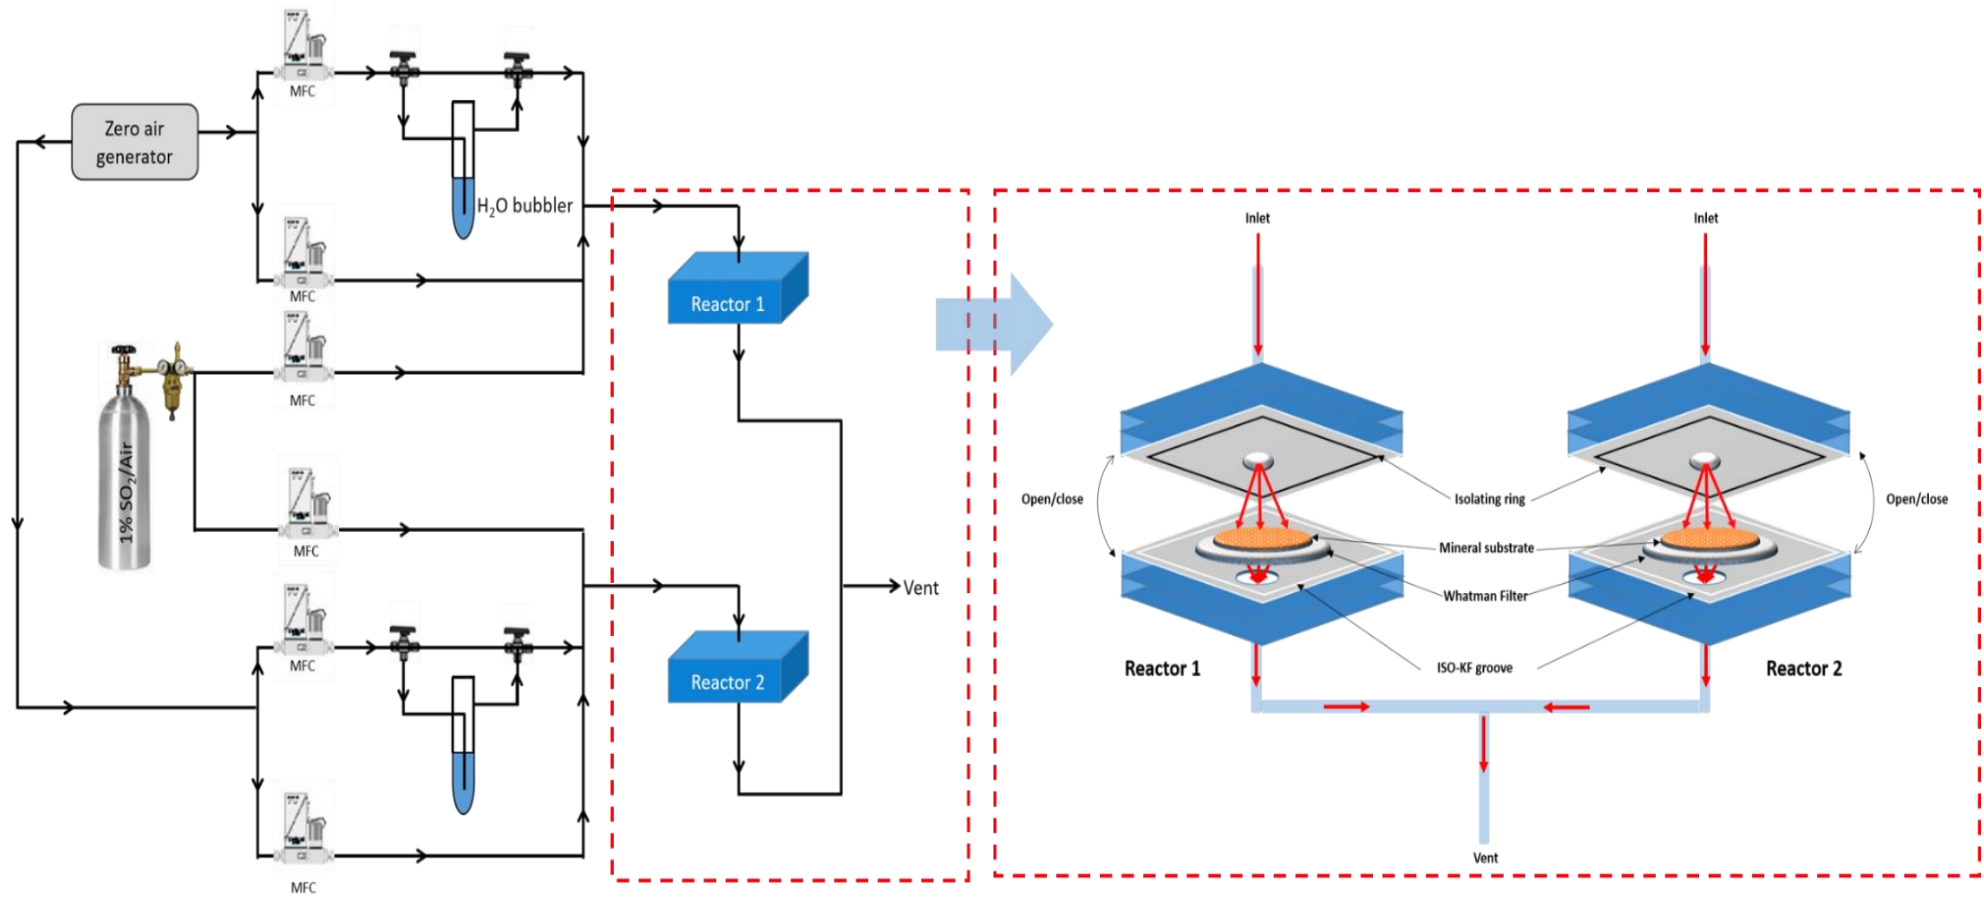 MFC
Zero air
generator
H₂O bubbler
MFC
MFC
1% SO₂/Air
MFC
MFC
MFC
Reactor 1
Reactor 2
Vent
Inlet
Inlet
Open/close
Isolating ring
Open/close
Mineral substrate
Whatman Filter
ISO-KF groove
Reactor 1
Reactor 2
Vent